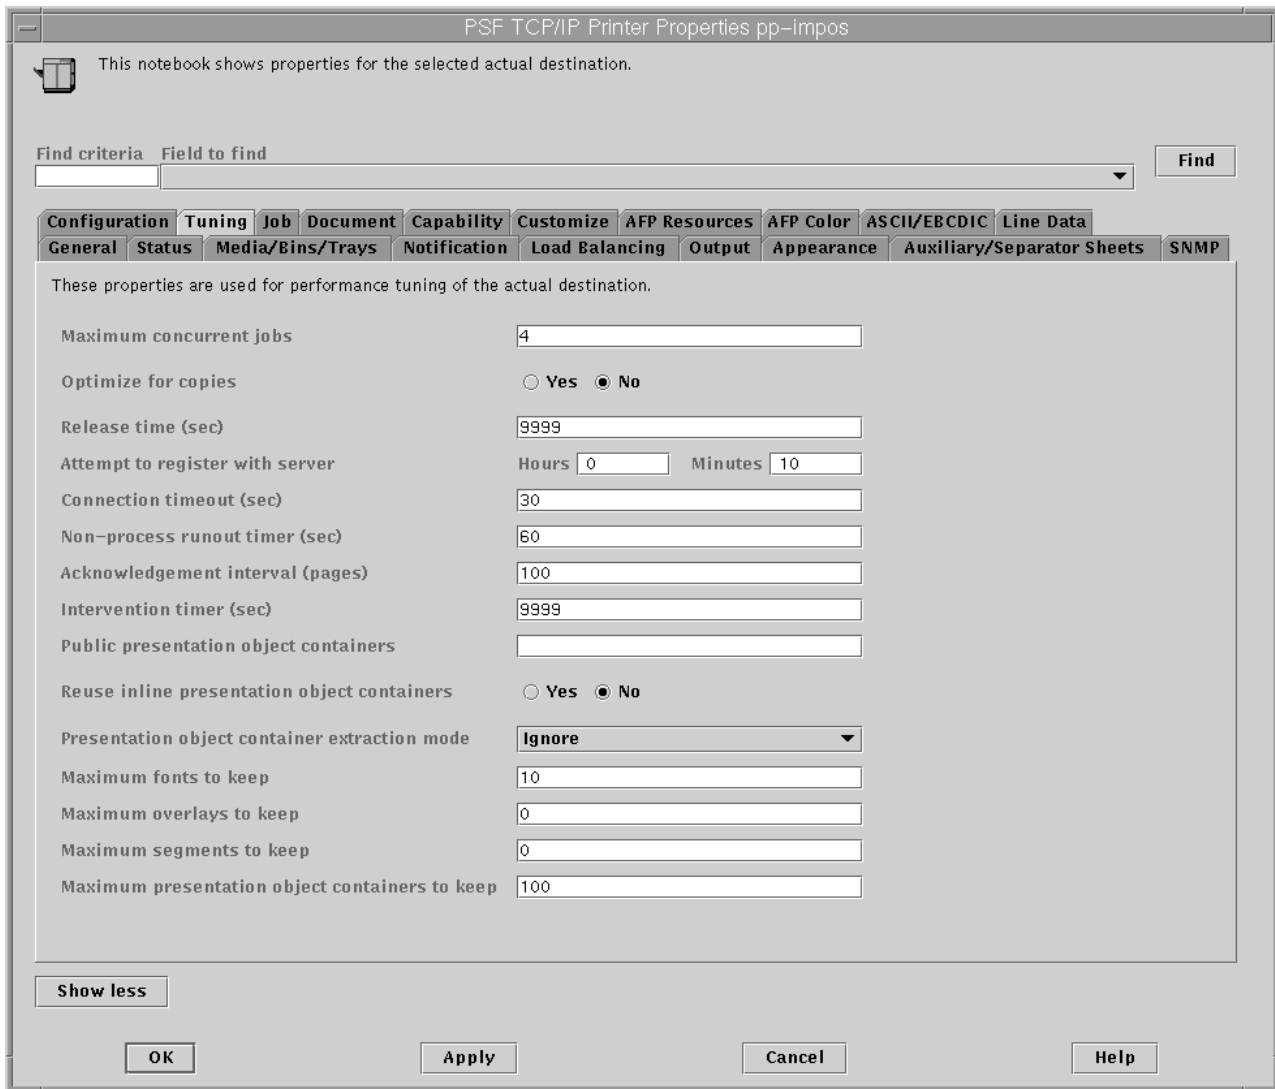 PSF TCP/IP Printer Properties pp-impos
This notebook shows properties for the selected actual destination.
Find criteria Field to find
Find
Configuration Tuning Job Document Capability Customize AFP Resources AFP Color ASCII/EBCDIC Line Data
General Status Media/Bins/Trays Notification Load Balancing Output Appearance Auxiliary/Separator Sheets SNMP
These properties are used for performance tuning of the actual destination.
Maximum concurrent jobs 4
Optimize for copies Yes No
Release time (sec) 9999
Attempt to register with server Hours 0 Minutes 10
Connection timeout (sec) 30
Non-process runout timer (sec) 60
Acknowledgement interval (pages) 100
Intervention timer (sec) 9999
Public presentation object containers
Reuse inline presentation object containers Yes No
Presentation object container extraction mode Ignore
Maximum fonts to keep 10
Maximum overlays to keep 0
Maximum segments to keep 0
Maximum presentation object containers to keep 100
Show less
OK Apply Cancel Help